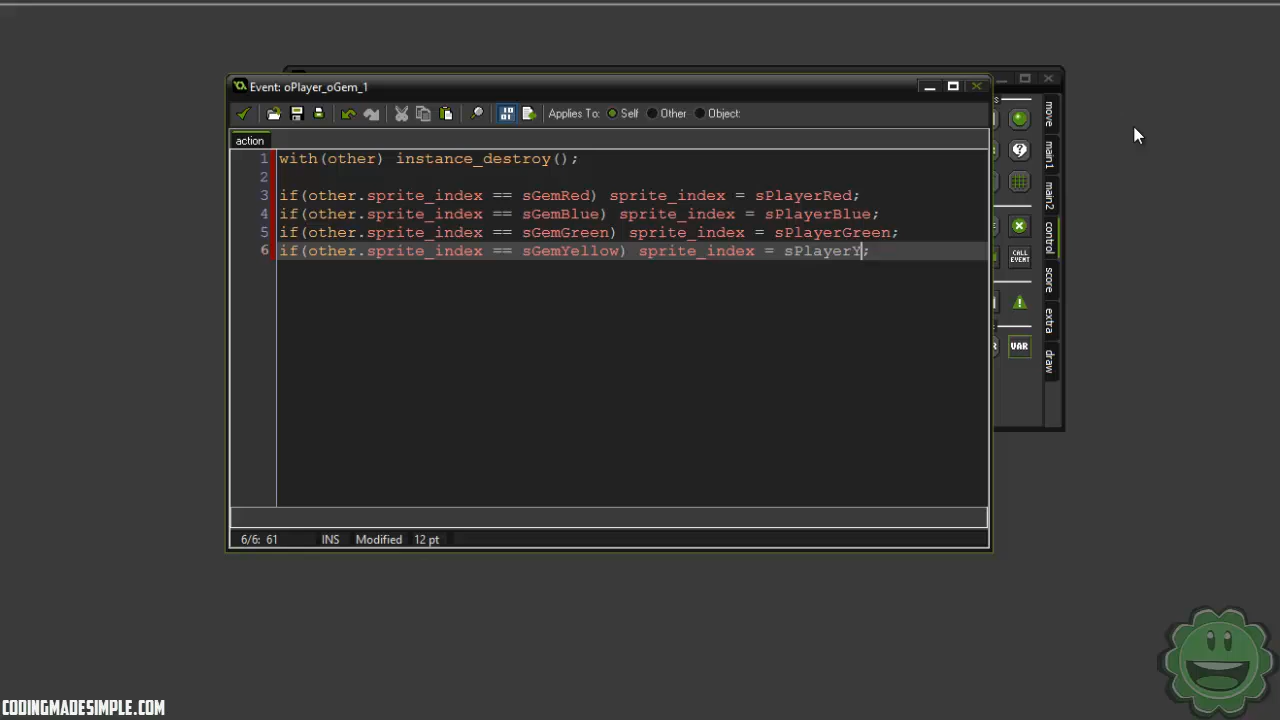 Event: oPlayer_oGem_1
Applies To: Self Other Object:
action
1 with(other) instance_destroy();
2
3 if(other.sprite_index == sGemRed) sprite_index = sPlayerRed;
4 if(other.sprite_index == sGemBlue) sprite_index = sPlayerBlue;
5 if(other.sprite_index == sGemGreen) sprite_index = sPlayerGreen;
6 if(other.sprite_index == sGemYellow) sprite_index = sPlayerY;
6/6: 61 INS Modified 12 pt
move
main1
main2
control
score
extra
draw
CALL
EVENT
VAR
CODINGMADESIMPLE.COM